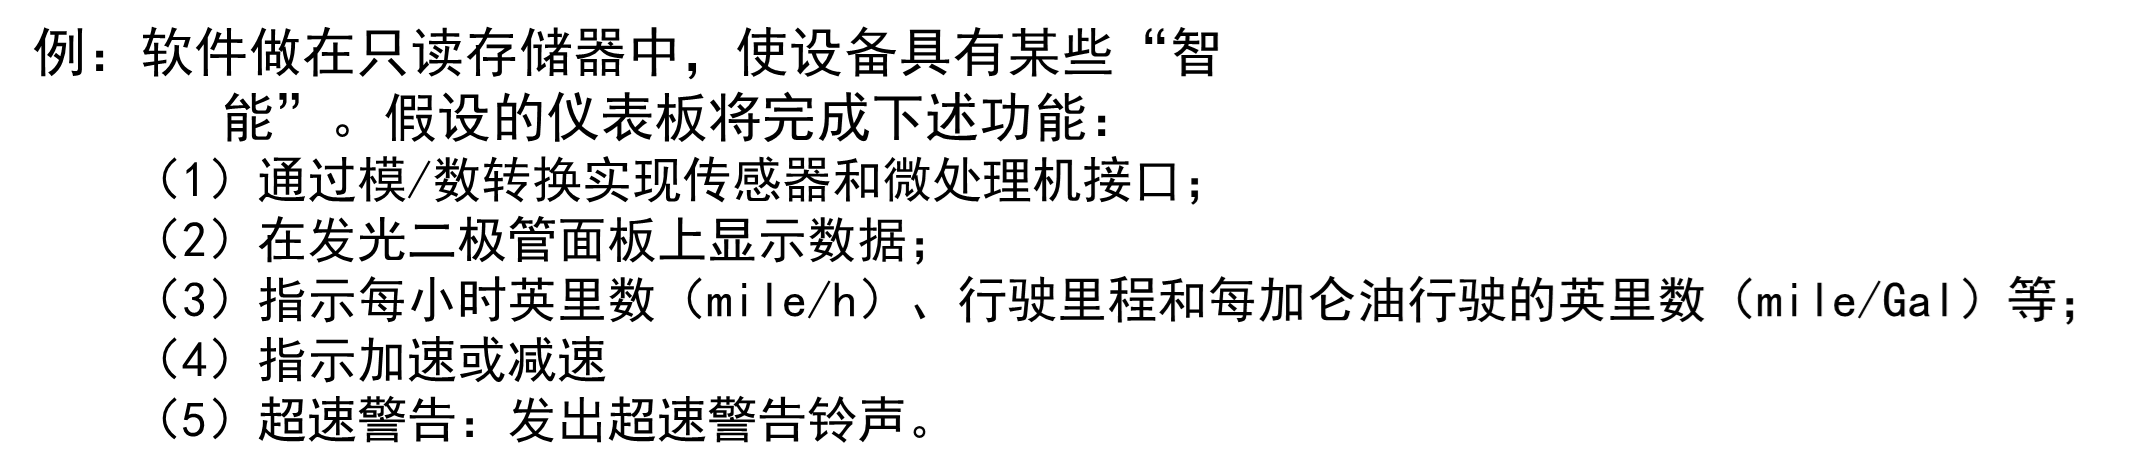 例：软件做在只读存储器中，使设备具有某些“智
能”。假设的仪表板将完成下述功能：
（1）通过模/数转换实现传感器和微处理机接口；
（2）在发光二极管面板上显示数据；
（3）指示每小时英里数（mile/h）、行驶里程和每加仑油行驶的英里数（mile/Gal）等；
（4）指示加速或减速
（5）超速警告：发出超速警告铃声。